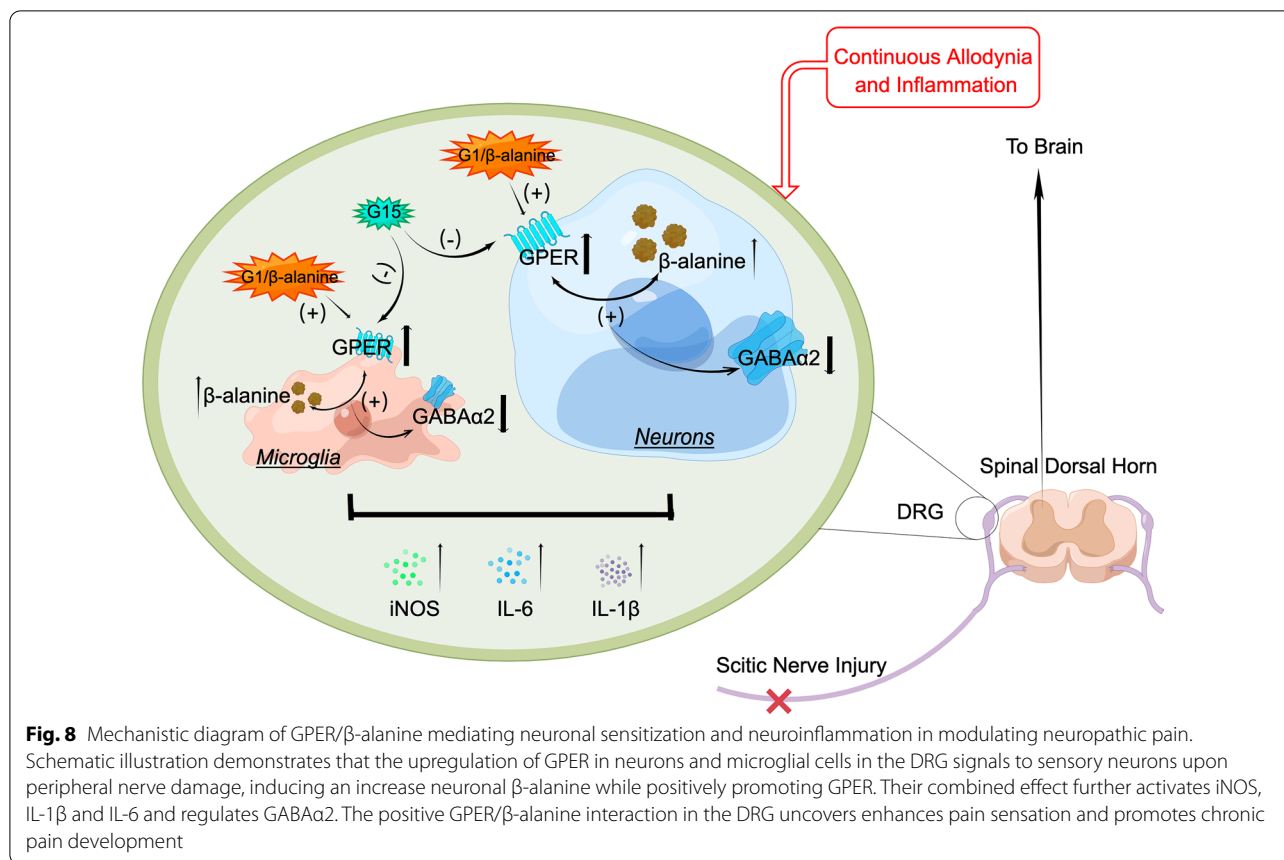 Continuous Allodynia
and Inflammation
To Brain
G1/β-alanine
(+)
G15
(-)
GPER
β-alanine
(-)
G1/β-alanine
(+)
(+)
GPER
GABAα2
β-alanine
(+)
GABAα2
Neurons
Microglia
Spinal Dorsal Horn
DRG
iNOS
IL-6
IL-1β
Scitic Nerve Injury
Fig. 8 Mechanistic diagram of GPER/β-alanine mediating neuronal sensitization and neuroinflammation in modulating neuropathic pain.
Schematic illustration demonstrates that the upregulation of GPER in neurons and microglial cells in the DRG signals to sensory neurons upon
peripheral nerve damage, inducing an increase neuronal β-alanine while positively promoting GPER. Their combined effect further activates iNOS,
IL-1β and IL-6 and regulates GABAα2. The positive GPER/β-alanine interaction in the DRG uncovers enhances pain sensation and promotes chronic
pain development